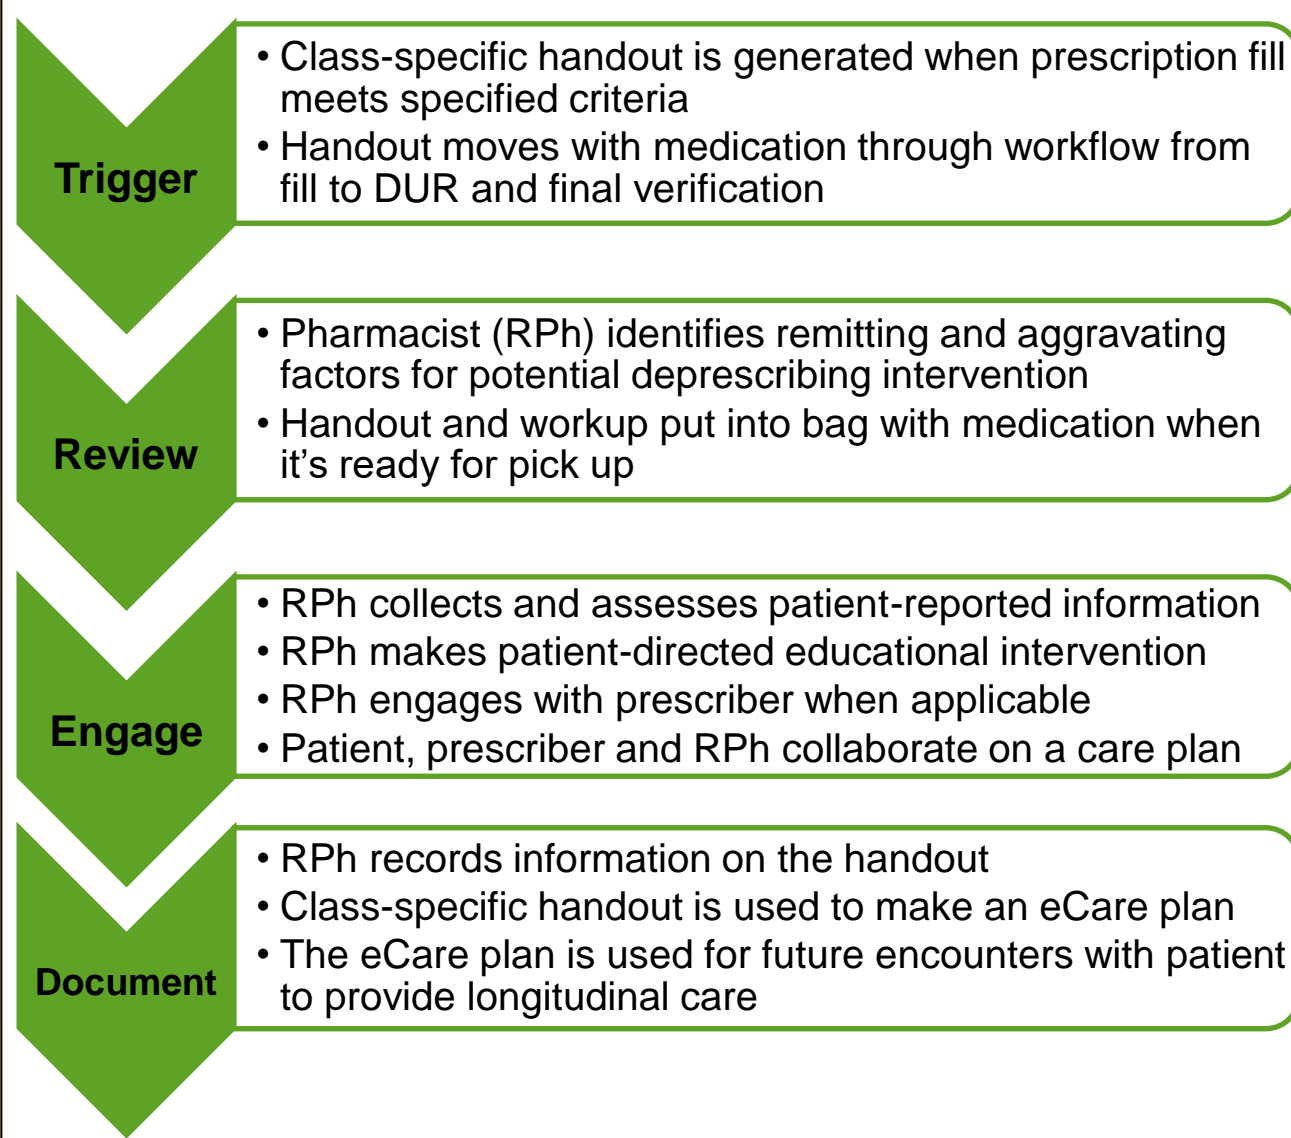 Trigger
• Class-specific handout is generated when prescription fill
meets specified criteria
• Handout moves with medication through workflow from
fill to DUR and final verification
Review
• Pharmacist (RPh) identifies remitting and aggravating
factors for potential deprescribing intervention
• Handout and workup put into bag with medication when
it’s ready for pick up
Engage
• RPh collects and assesses patient-reported information
• RPh makes patient-directed educational intervention
• RPh engages with prescriber when applicable
• Patient, prescriber and RPh collaborate on a care plan
Document
• RPh records information on the handout
• Class-specific handout is used to make an eCare plan
• The eCare plan is used for future encounters with patient
to provide longitudinal care